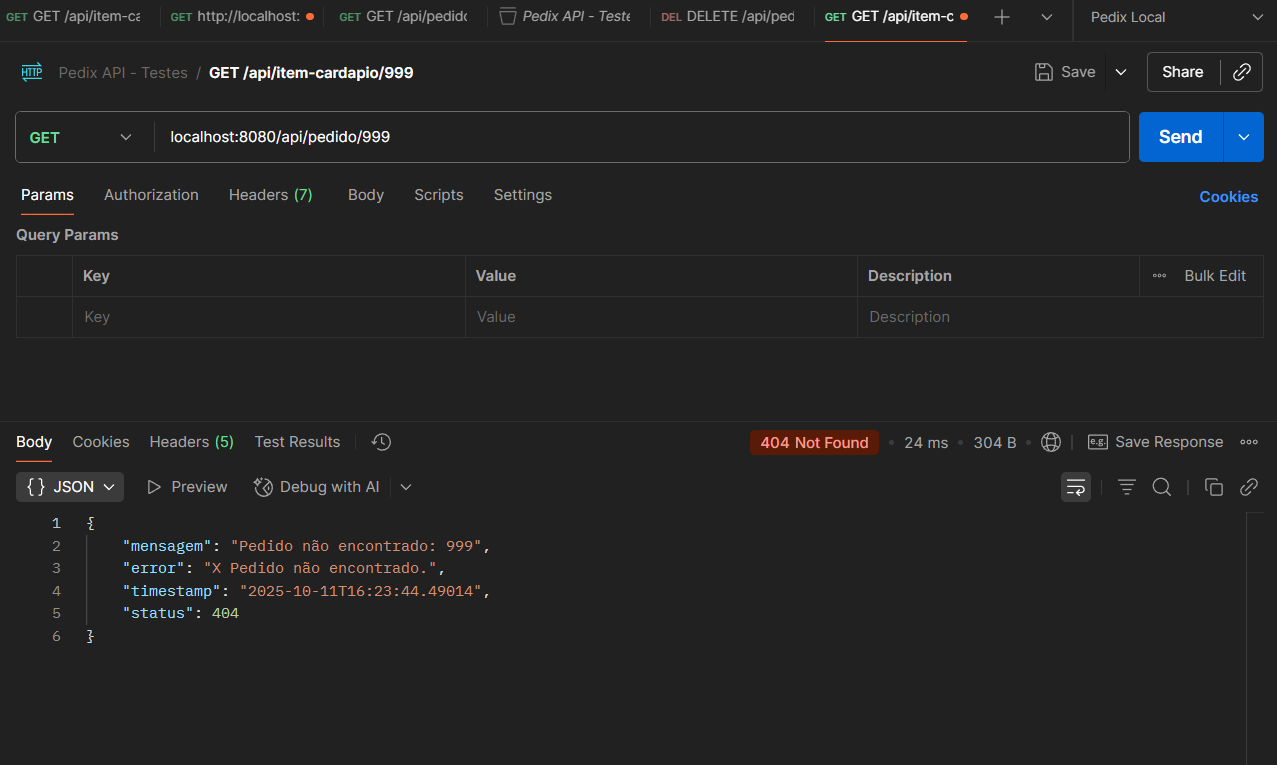 GET GET /api/item-ca GET http://localhost: GET GET /api/pedido Pedix API - Teste DEL DELETE /api/ped GET GET /api/item-c Pedix Local
HTTP Pedix API - Testes / GET /api/item-cardapio/999 Save Share
GET localhost:8080/api/pedido/999 Send
Params Authorization Headers (7) Body Scripts Settings Cookies
Query Params
Key Value Description Bulk Edit
Key Value Description
Body Cookies Headers (5) Test Results 404 Not Found • 24 ms • 304 B • e.g. Save Response
{} JSON Preview Debug with AI
1 {
2 "mensagem": "Pedido não encontrado: 999",
3 "error": "X Pedido não encontrado.",
4 "timestamp": "2025-10-11T16:23:44.49014",
5 "status": 404
6 }